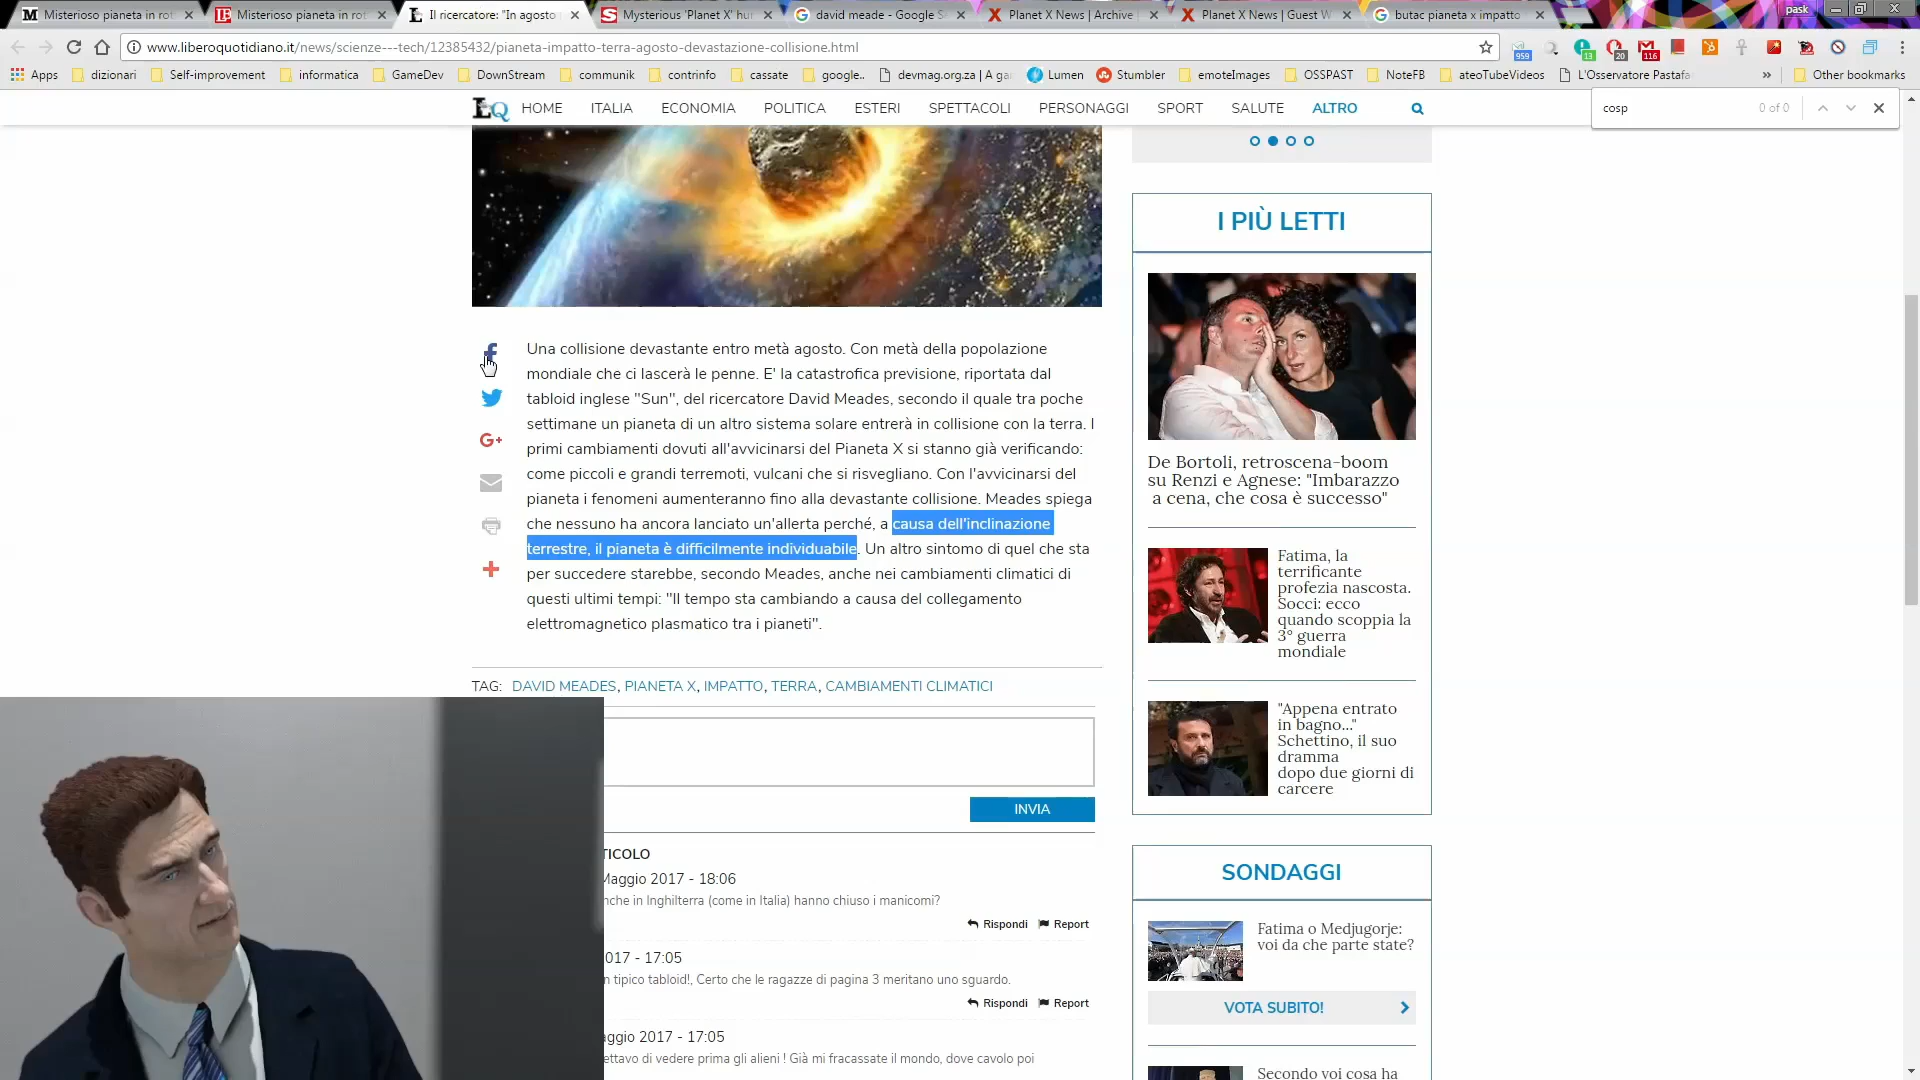 Misterioso pianeta in rot
Misterioso pianeta in rot
Il ricercatore: "In agosto
Mysterious 'Planet X' hu
david meade - Google S
Planet X News | Archive
Planet X News | Guest W
butac pianeta x impatto
pask
www.liberoquotidiano.it/news/scienze---tech/12385432/pianeta-impatto-terra-agosto-devastazione-collisione.html
959
13
20
116
Apps
dizionari
Self-improvement
informatica
GameDev
DownStream
communik
contrinfo
cassate
google..
devmag.org.za | A ga
Lumen
Stumbler
emoteImages
OSSPAST
NoteFB
ateoTubeVideos
L'Osservatore Pastafa
»
Other bookmarks
LQ
HOME
ITALIA
ECONOMIA
POLITICA
ESTERI
SPETTACOLI
PERSONAGGI
SPORT
SALUTE
ALTRO
cosp
0 of 0
Una collisione devastante entro metà agosto. Con metà della popolazione
mondiale che ci lascerà le penne. E' la catastrofica previsione, riportata dal
tabloid inglese "Sun", del ricercatore David Meades, secondo il quale tra poche
settimane un pianeta di un altro sistema solare entrerà in collisione con la terra. I
primi cambiamenti dovuti all'avvicinarsi del Pianeta X si stanno già verificando:
come piccoli e grandi terremoti, vulcani che si risvegliano. Con l'avvicinarsi del
pianeta i fenomeni aumenteranno fino alla devastante collisione. Meades spiega
che nessuno ha ancora lanciato un'allerta perché, a causa dell'inclinazione
terrestre, il pianeta è difficilmente individuabile. Un altro sintomo di quel che sta
per succedere starebbe, secondo Meades, anche nei cambiamenti climatici di
questi ultimi tempi: "Il tempo sta cambiando a causa del collegamento
elettromagnetico plasmatico tra i pianeti".
G+
TAG: DAVID MEADES, PIANETA X, IMPATTO, TERRA, CAMBIAMENTI CLIMATICI
INVIA
TICOLO
Maggio 2017 - 18:06
nche in Inghilterra (come in Italia) hanno chiuso i manicomi?
Rispondi Report
017 - 17:05
n tipico tabloid!, Certo che le ragazze di pagina 3 meritano uno sguardo.
Rispondi Report
aggio 2017 - 17:05
ettavo di vedere prima gli alieni ! Già mi fracassate il mondo, dove cavolo poi
I PIÙ LETTI
De Bortoli, retroscena-boom
su Renzi e Agnese: "Imbarazzo
a cena, che cosa è successo"
Fatima, la
terrificante
profezia nascosta.
Socci: ecco
quando scoppia la
3° guerra
mondiale
"Appena entrato
in bagno..."
Schettino, il suo
dramma
dopo due giorni di
carcere
SONDAGGI
Fatima o Medjugorje:
voi da che parte state?
VOTA SUBITO!
Secondo voi cosa ha